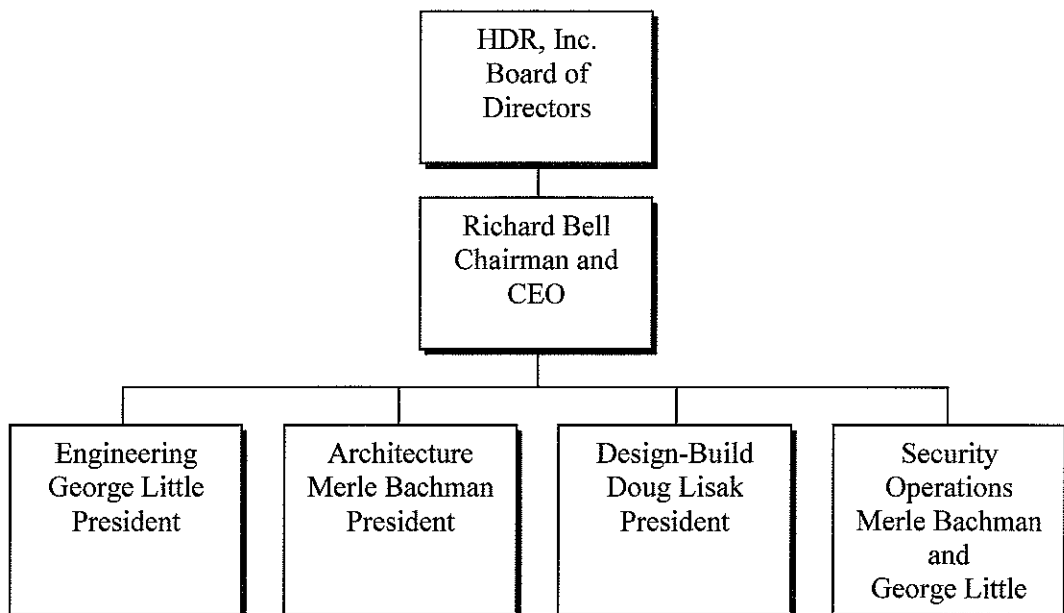 HDR, Inc.
Board of
Directors
Richard Bell
Chairman and
CEO
Engineering
George Little
President
Architecture
Merle Bachman
President
Design-Build
Doug Lisak
President
Security
Operations
Merle Bachman
and
George Little